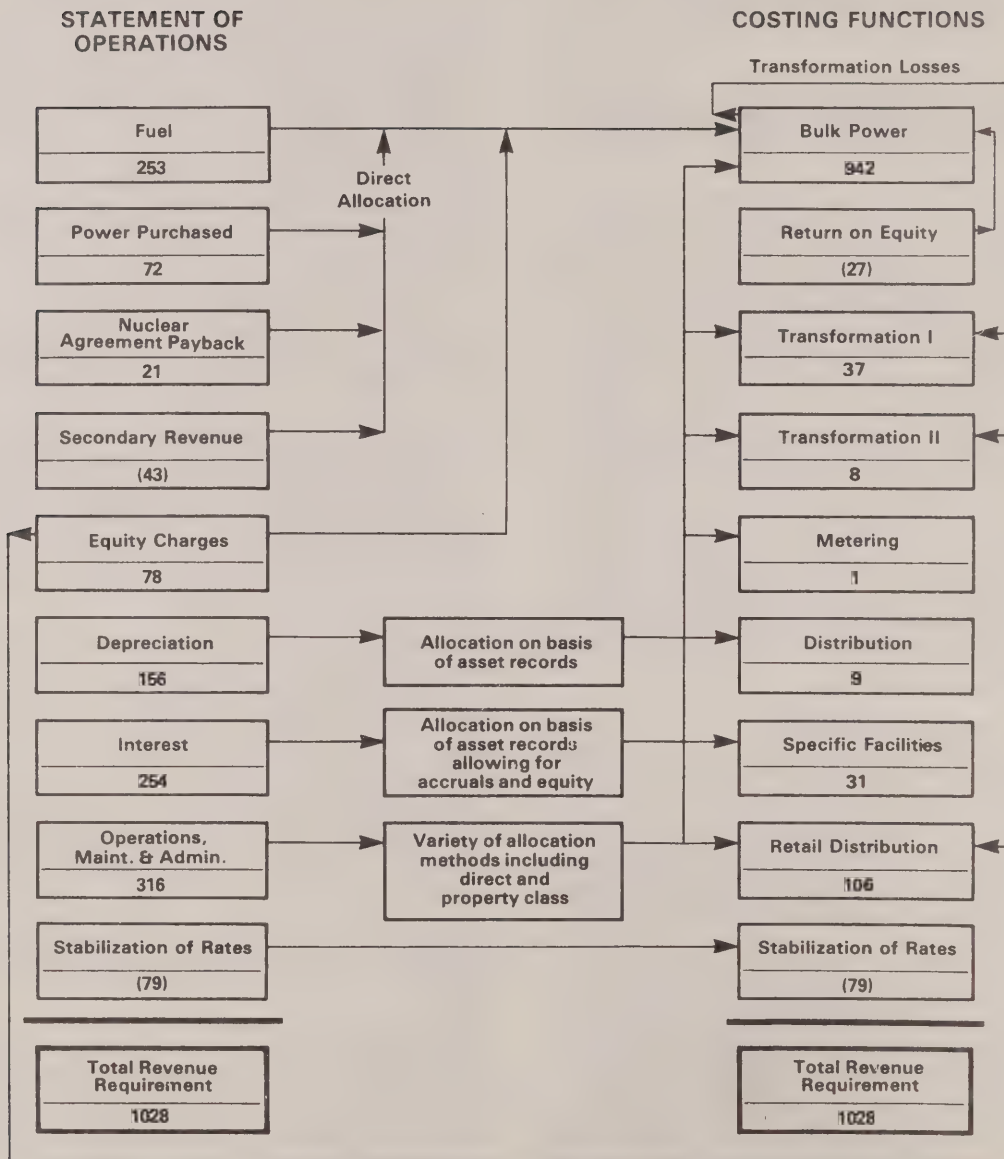 STATEMENT OF
OPERATIONS
Fuel
253
Power Purchased
72
Nuclear
Agreement Payback
21
Secondary Revenue
(43)
Equity Charges
78
Depreciation
156
Interest
254
Operations,
Maint. & Admin.
316
Stabilization of Rates
(79)
Total Revenue
Requirement
1028
Direct
Allocation
Allocation on basis
of asset records
Allocation on basis
of asset records
allowing for
accruals and equity
Variety of allocation
methods including
direct and
property class
COSTING FUNCTIONS
Transformation Losses
Bulk Power
942
Return on Equity
(27)
Transformation I
37
Transformation II
8
Metering
1
Distribution
9
Specific Facilities
31
Retail Distribution
106
Stabilization of Rates
(79)
Total Revenue
Requirement
1028